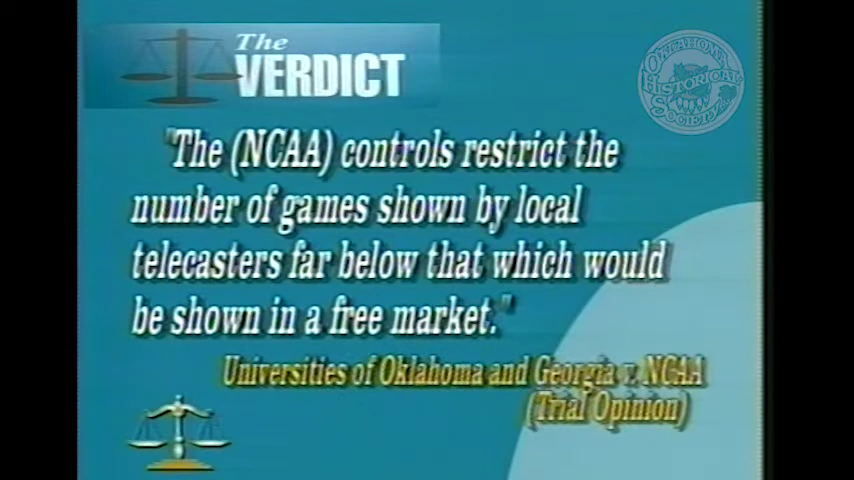 The
VERDICT
OKLAHOMA
HISTORICAL
SOCIETY
"The (NCAA) controls restrict the
number of games shown by local
telecasters far below that which would
be shown in a free market."
Universities of Oklahoma and Georgia v. NCAA
(Trial Opinion)